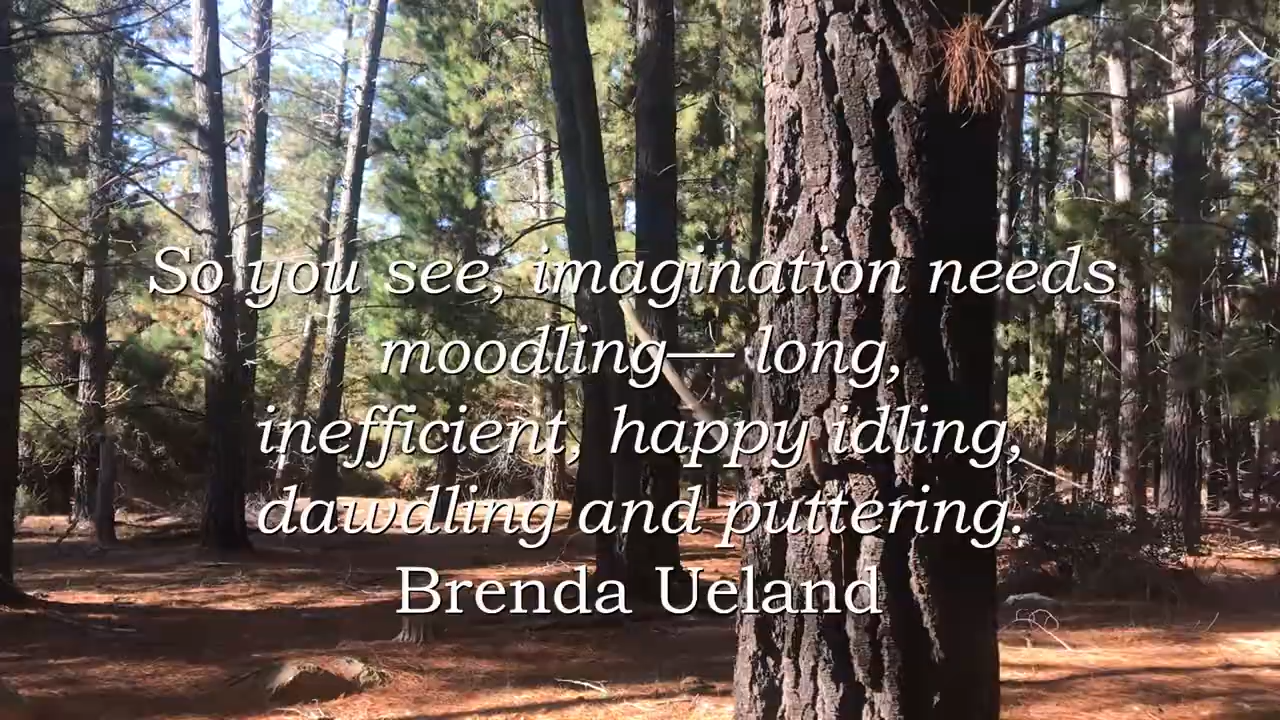 So you see, imagination needs
moodling— long,
inefficient, happy idling,
dawdling and puttering.
Brenda Ueland